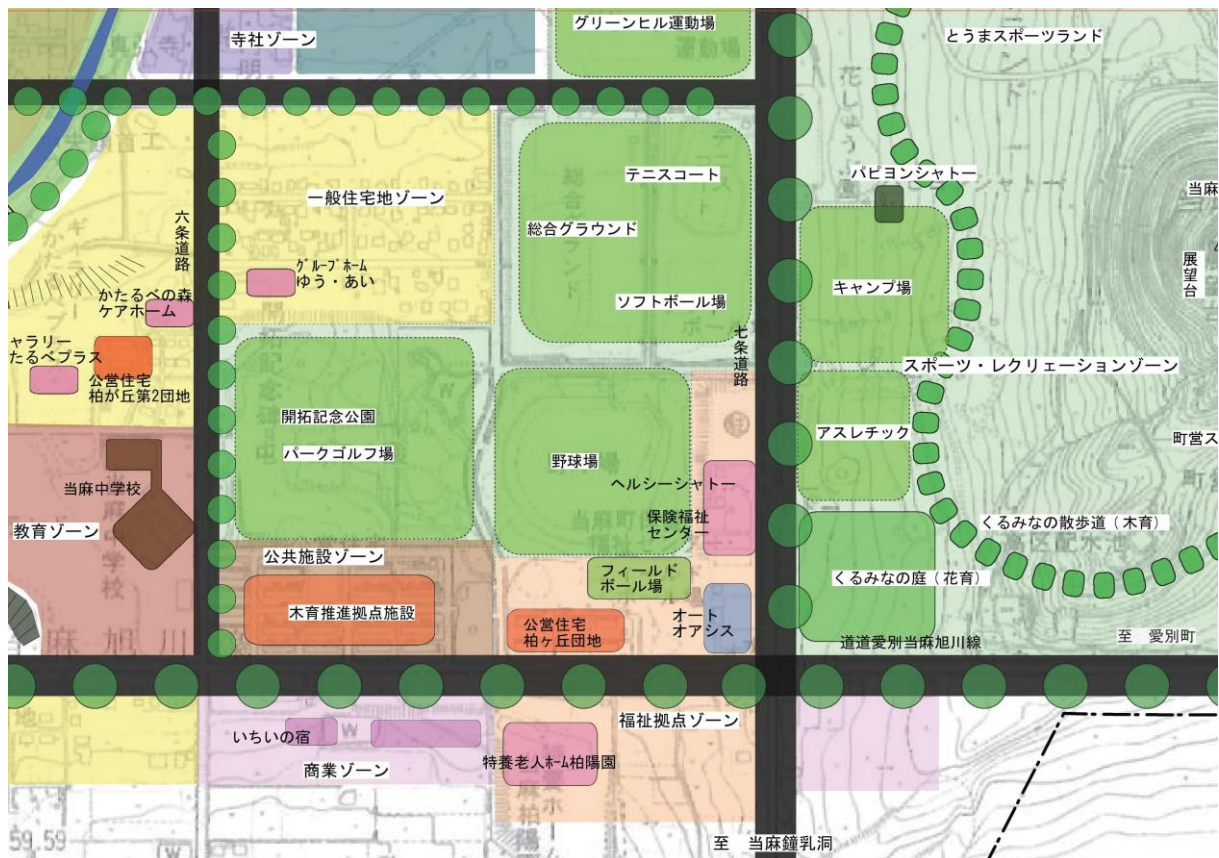 グリーンヒル運動場
運動場
寺社ゾーン
とうまスポーツランド
テニスコート
パピヨンシャトー
一般住宅地ゾーン
総合グラウンド
六条道路
展望台
ｸﾞﾙｰﾌﾟﾎｰﾑ
ゆう・あい
かたるべの森
ケアホーム
キャンプ場
ソフトボール場
七条道路
ャラリー
たるべプラス
公営住宅
柏が丘第2団地
スポーツ・レクリェーションゾーン
開拓記念公園
パークゴルフ場
アスレチック
町営ス
野球場
ヘルシーシャトー
当麻中学校
教育ゾーン
保険福祉
センター
くるみなの散歩道（木育）
公共施設ゾーン
フィールド
ボール場
くるみなの庭（花育）
木育推進拠点施設
公営住宅
柏ヶ丘団地
オート
オアシス
道道愛別当麻旭川線
至　愛別町
福祉拠点ゾーン
いちいの宿
商業ゾーン
特養老人ﾎｰﾑ柏陽園
至　当麻鐘乳洞
59.59